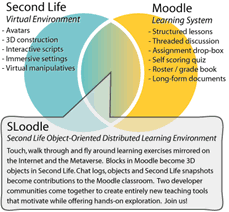 Second Life
Virtual Environment
- Avatars
- 3D construction
- Interactive scripts
- Immersive settings
- Virtual manipulatives
Moodle
Learning System
- Structured lessons
- Threaded discussion
- Assignment drop-box
- Self scoring quiz
- Roster / grade book
- Long-form documents
SLoodle
Second Life Object-Oriented Distributed Learning Environment
Touch, walk through and fly around learning exercises mirrored on
the Internet and the Metaverse. Blocks in Moodle become 3D
objects in Second Life. Chat logs, objects and Second Life snapshots
become contributions to the Moodle classroom. Two developer
communities come together to create entirely new teaching tools
that motivate while offering hands-on exploration. Join us!